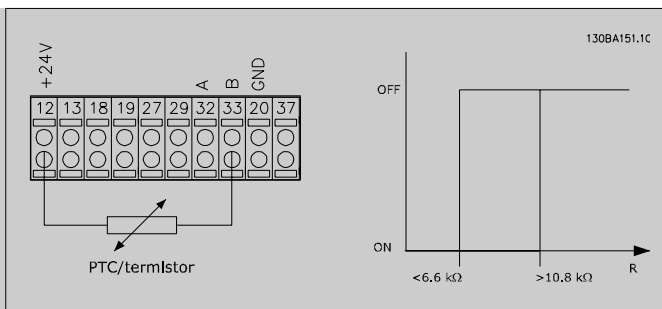 130BA151.10
+24V
A
B
GND
12 13 18 19 27 29 32 33 20 37
PTC/termistor
OFF
ON
<6.6 kΩ
>10.8 kΩ
R